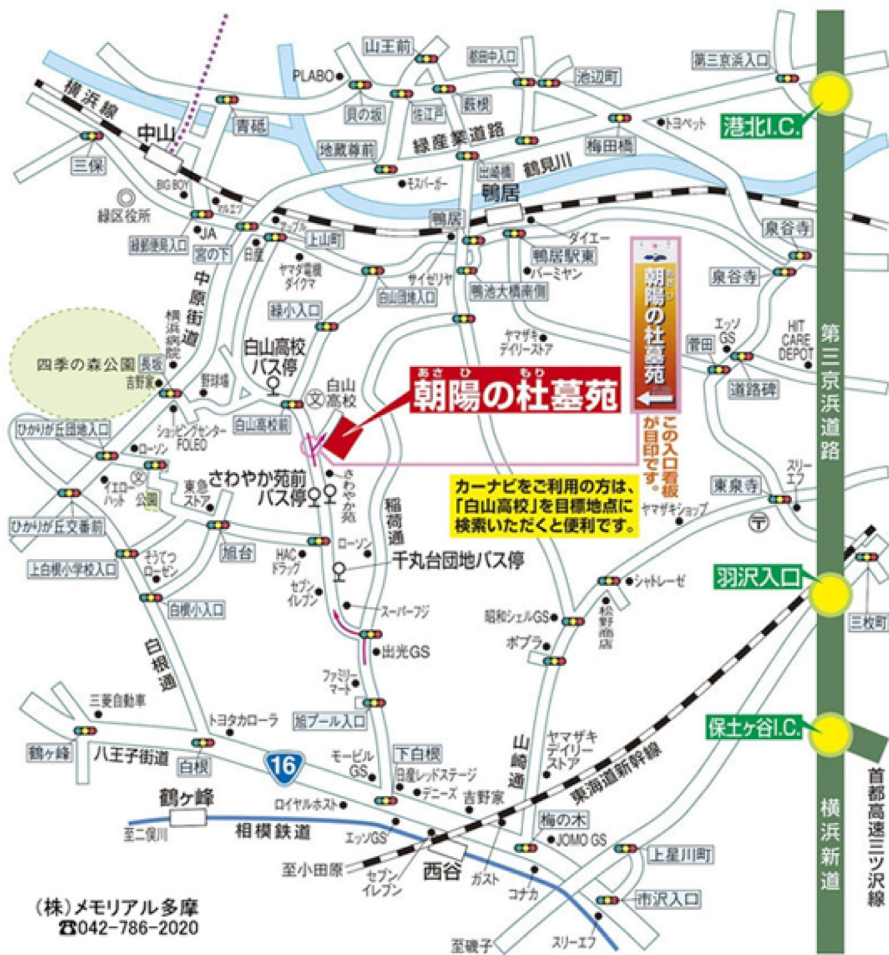 山王前
都田中入口
第三京浜入口
PLABO
池辺町
横浜線
貝の坂
佐江戸
藪根
中山
青砥
緑産業道路
トヨペット
港北I.C.
地蔵尊前
梅田橋
三保
出崎橋
鶴見川
モスバーガー
BIG BOY
マルエツ
鴨居
緑区役所
鴨居
緑郵便局入口
JA
アップル
上山町
ダイエー
泉谷寺
宮の下
日産
ヤマダ電機
ダイクマ
サイゼリヤ
鴨居駅東
バーミヤン
白山団地入口
鴨池大橋南側
泉谷寺
中原街道
緑小入口
朝陽の杜墓苑
あさひ
エッソ
GS
HIT
CARE
DEPOT
第三京浜道路
横浜病院
白山高校
バス停
ヤマザキ
デイリーストア
菅田
四季の森公園
長坂
吉野家
野球場
文
白山
高校
あさ ひ もり
朝陽の杜墓苑
道路碑
ショッピングセンター
FOLEO
白山高校前
ひかりが丘団地入口
ローソン
この入口看板
が目印です。
文
公園
イエロー
ハット
東急
ストア
さわやか苑前
バス停
さわやか苑
稲荷通
カーナビをご利用の方は、
「白山高校」を目標地点に
検索いただくと便利です。
東泉寺
スリー
エフ
ヤマザキショップ
〒
ひかりが丘交番前
旭台
ローソン
上白根小学校入口
そうてつ
ローゼン
HAC
ドラッグ
千丸台団地バス停
羽沢入口
シャトレーゼ
セブン
イレブン
スーパーフジ
白根小入口
昭和シェルGS
松野商店
三枚町
白根通
出光GS
ポプラ
ファミリー
マート
三菱自動車
旭プール入口
トヨタカローラ
山崎通
ヤマザキ
デイリー
ストア
東海道新幹線
保土ヶ谷I.C.
鶴ヶ峰
八王子街道
白根
16
モービル
GS
下白根
日産レッドステージ
デニーズ
吉野家
首都高速三ツ沢線
鶴ヶ峰
ロイヤルホスト
梅の木
横浜新道
至二俣川
相模鉄道
エッソGS
JOMO GS
上星川町
至小田原
セブン
イレブン
西谷
ガスト
コナカ
市沢入口
(株)メモリアル多摩
☎042-786-2020
スリーエフ
至磯子